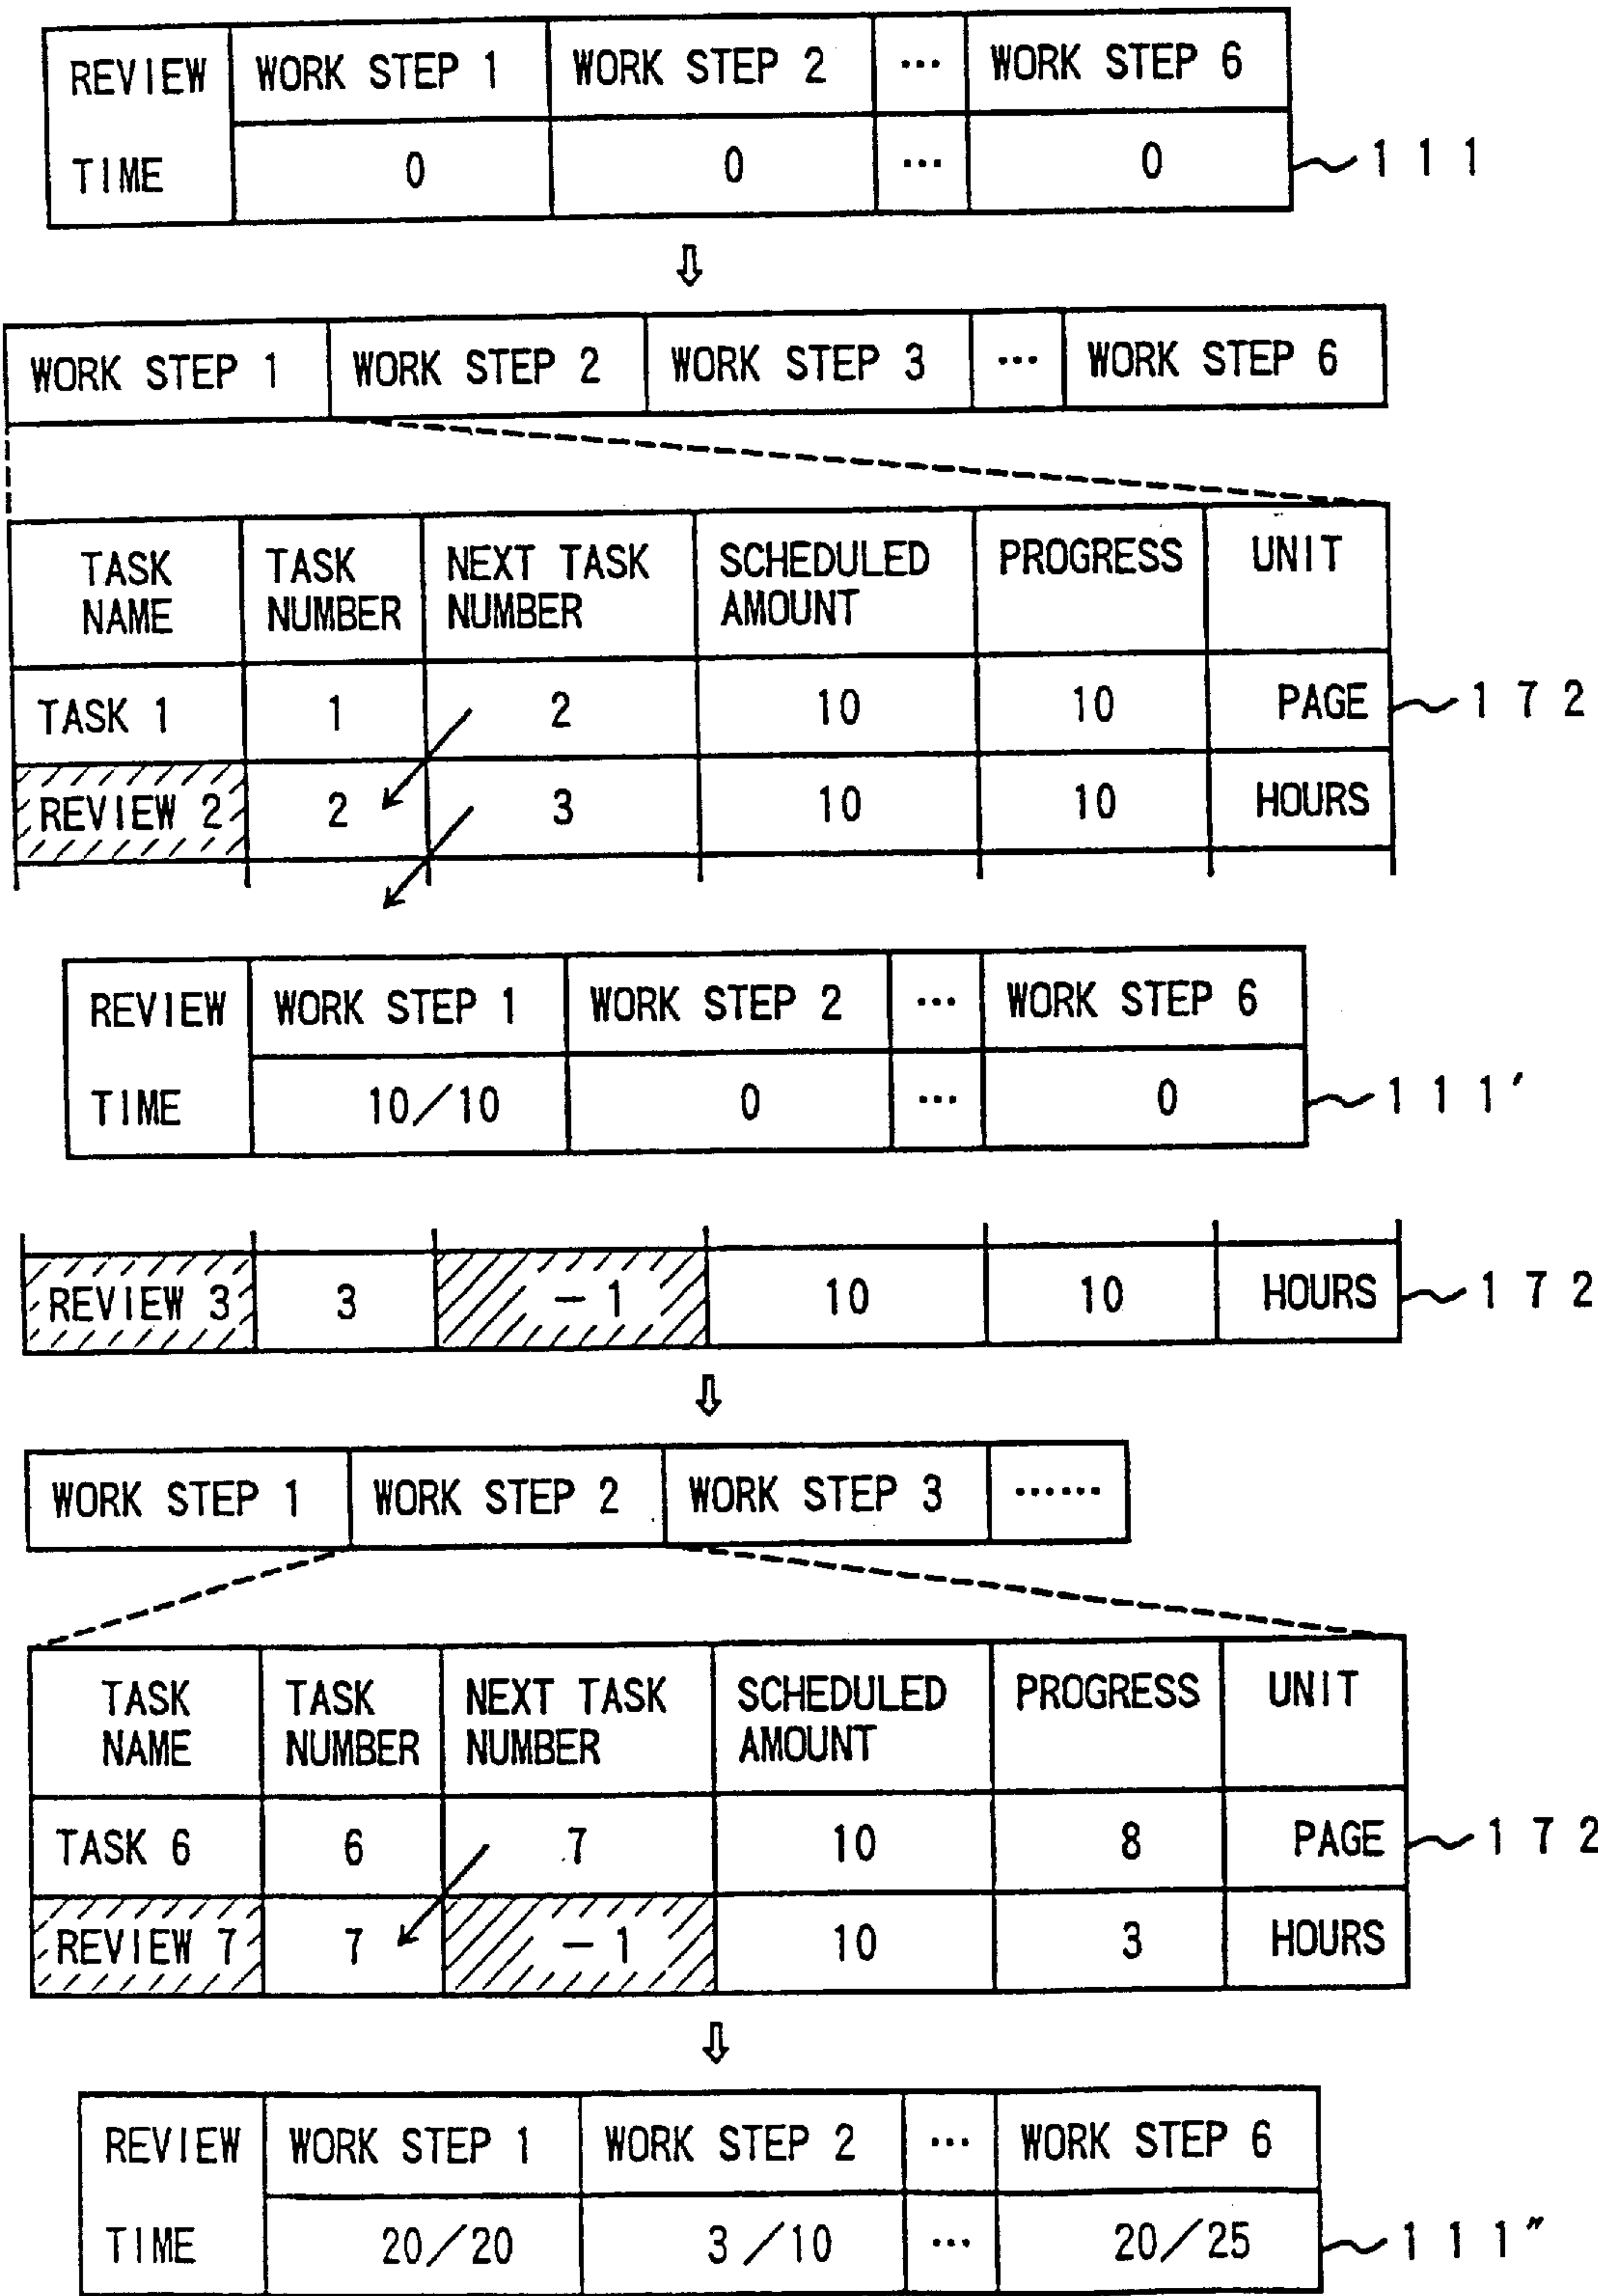 REVIEW WORK STEP 1 WORK STEP 2 ... WORK STEP 6
TIME 0 0 ... 0 111
WORK STEP 1 WORK STEP 2 WORK STEP 3 ... WORK STEP 6
TASK NAME TASK NUMBER NEXT TASK NUMBER SCHEDULED AMOUNT PROGRESS UNIT
TASK 1 1 2 10 10 PAGE 172
REVIEW 2 2 3 10 10 HOURS
REVIEW WORK STEP 1 WORK STEP 2 ... WORK STEP 6
TIME 10/10 0 ... 0 111'
REVIEW 3 3 -1 10 10 HOURS 172
WORK STEP 1 WORK STEP 2 WORK STEP 3 ......
TASK NAME TASK NUMBER NEXT TASK NUMBER SCHEDULED AMOUNT PROGRESS UNIT
TASK 6 6 7 10 8 PAGE 172
REVIEW 7 7 -1 10 3 HOURS
REVIEW WORK STEP 1 WORK STEP 2 ... WORK STEP 6
TIME 20/20 3/10 ... 20/25 111"